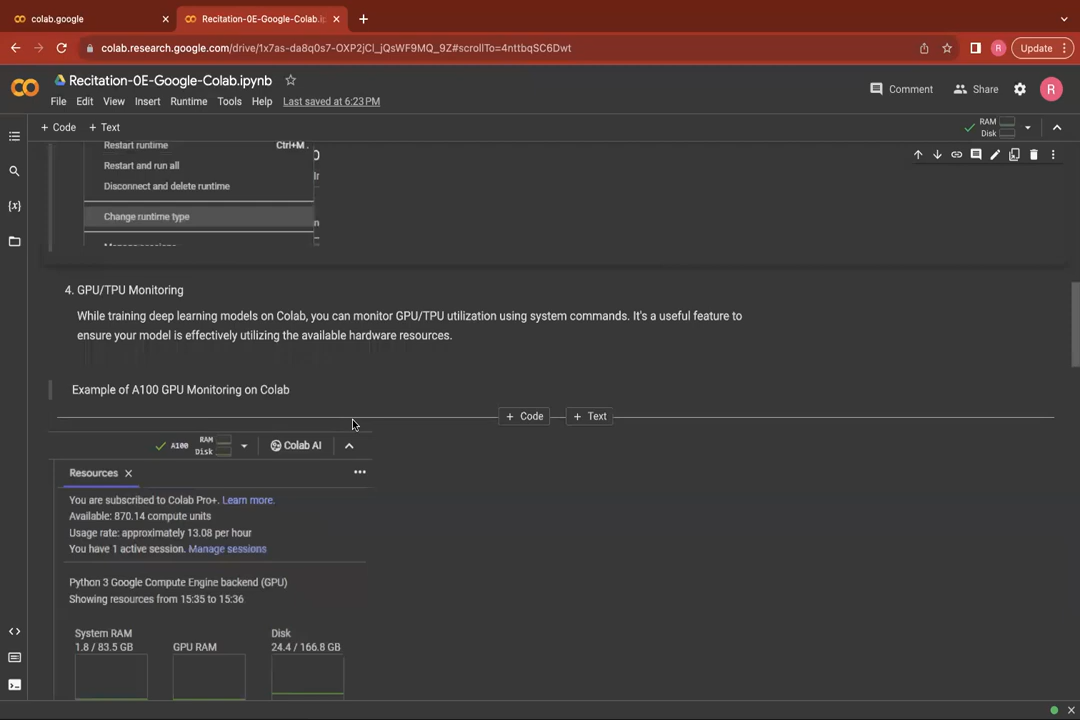 colab.google
Recitation-0E-Google-Colab.ip
colab.research.google.com/drive/1x7as-da8q0s7-OXP2jCl_jQsWF9MQ_9Z#scrollTo=4nttbqSC6Dwt
R
Update
Recitation-0E-Google-Colab.ipynb
Comment
Share
R
File Edit View Insert Runtime Tools Help Last saved at 6:23 PM
+ Code + Text
RAM
Disk
Restart runtime Ctrl+M .
Restart and run all
Disconnect and delete runtime
Change runtime type
Manage sessions
4. GPU/TPU Monitoring
While training deep learning models on Colab, you can monitor GPU/TPU utilization using system commands. It's a useful feature to
ensure your model is effectively utilizing the available hardware resources.
Example of A100 GPU Monitoring on Colab
+ Code + Text
A100 RAM
Disk
Colab AI
Resources
You are subscribed to Colab Pro+. Learn more.
Available: 870.14 compute units
Usage rate: approximately 13.08 per hour
You have 1 active session. Manage sessions
Python 3 Google Compute Engine backend (GPU)
Showing resources from 15:35 to 15:36
System RAM
1.8 / 83.5 GB
GPU RAM
Disk
24.4 / 166.8 GB